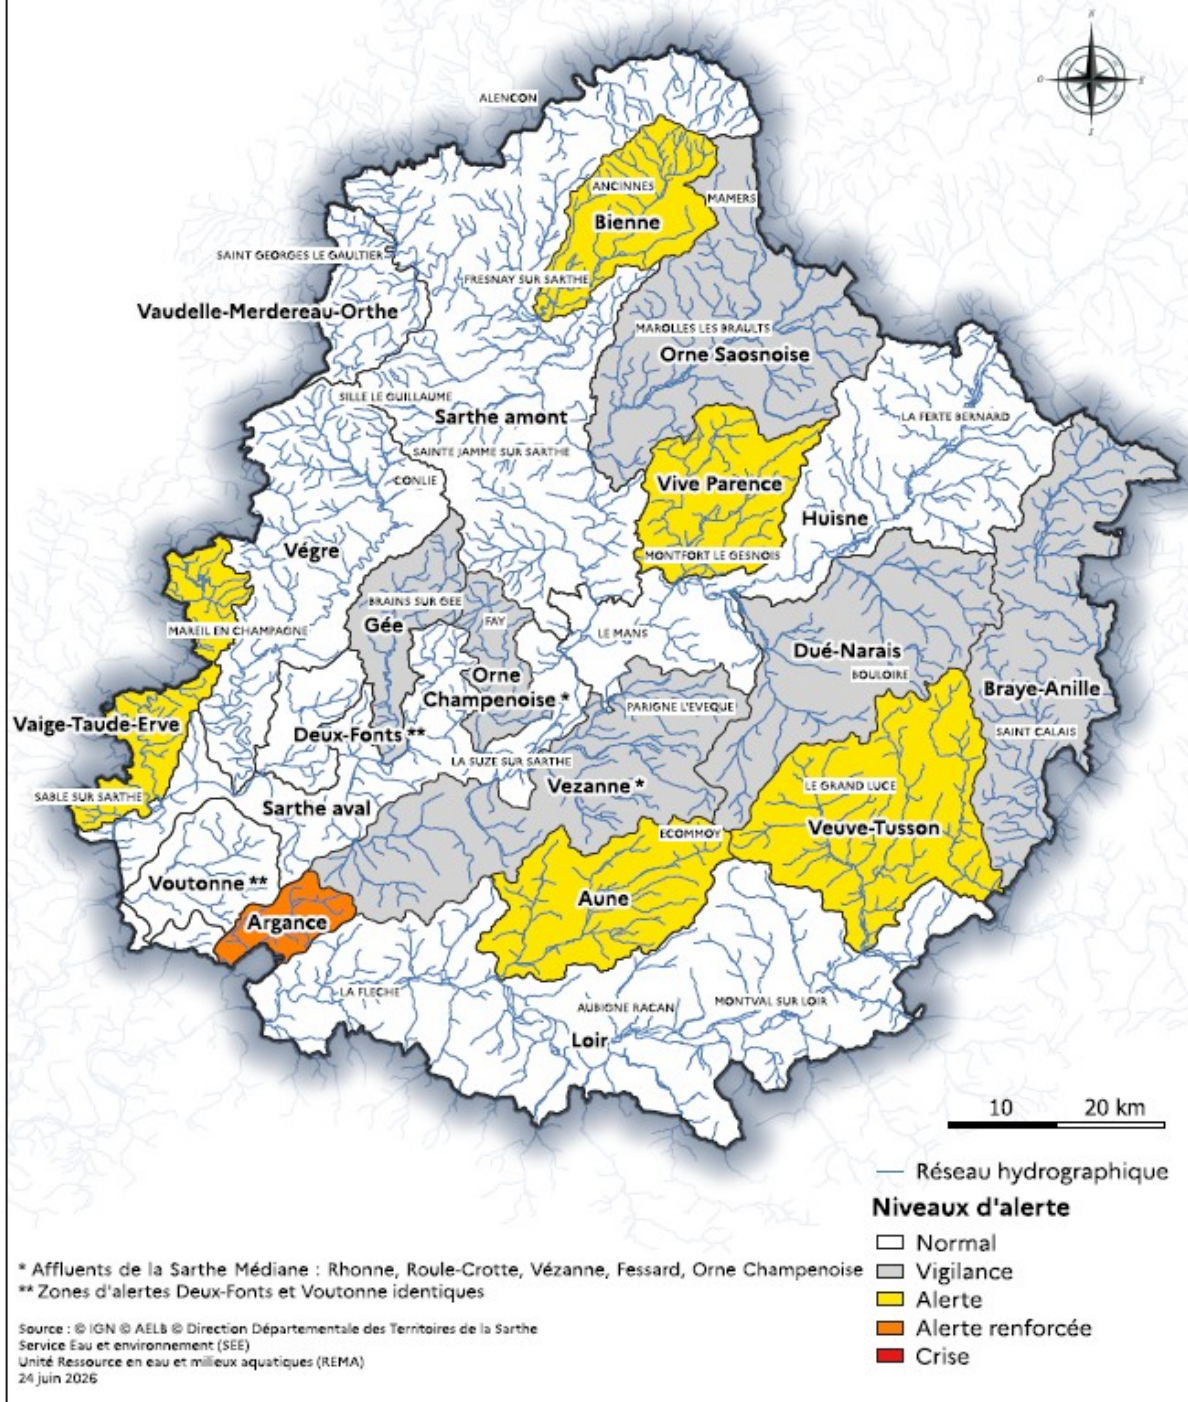 N
O
E
S
ALENCON
ANCINNES
MAMERS
Bienne
SAINT GEORGES LE GAULTIER
FRESNAY SUR SARTHE
Vaudelle-Merdereau-Orthe
MAROLLES LES BRAULTS
Orne Saosnoise
SILLE LE GUILLAUME
Sarthe amont
LA FERTE BERNARD
SAINTE JAMME SUR SARTHE
CONLIE
Vive Parence
Huisne
Végre
MONTFORT LE GESNOIS
BRAINS SUR GEE
Gée
FAY
MAREIL EN CHAMPAGNE
LE MANS
Dué-Narais
BOULOIRE
Orne
Champenoise *
Braye-Anille
PARIGNE L'EVEQUE
Vaige-Taude-Erve
Deux-Fonts **
SAINT CALAIS
LA SUZE SUR SARTHE
Vezanne *
LE GRAND LUCE
SABLE SUR SARTHE
Sarthe aval
ECOMMOY
Veuve-Tusson
Voutonne **
Aune
Argance
LA FLECHE
AUBIGNE RACAN
MONTVAL SUR LOIR
Loir
10 20 km
Réseau hydrographique
Niveaux d'alerte
Normal
Vigilance
Alerte
Alerte renforcée
Crise
* Affluents de la Sarthe Médiane : Rhonne, Roule-Crotte, Vézanne, Fessard, Orne Champenoise
** Zones d'alertes Deux-Fonts et Voutonne identiques
Source : © IGN © AELB © Direction Départementale des Territoires de la Sarthe
Service Eau et environnement (SEE)
Unité Ressource en eau et milieux aquatiques (REMA)
24 juin 2026